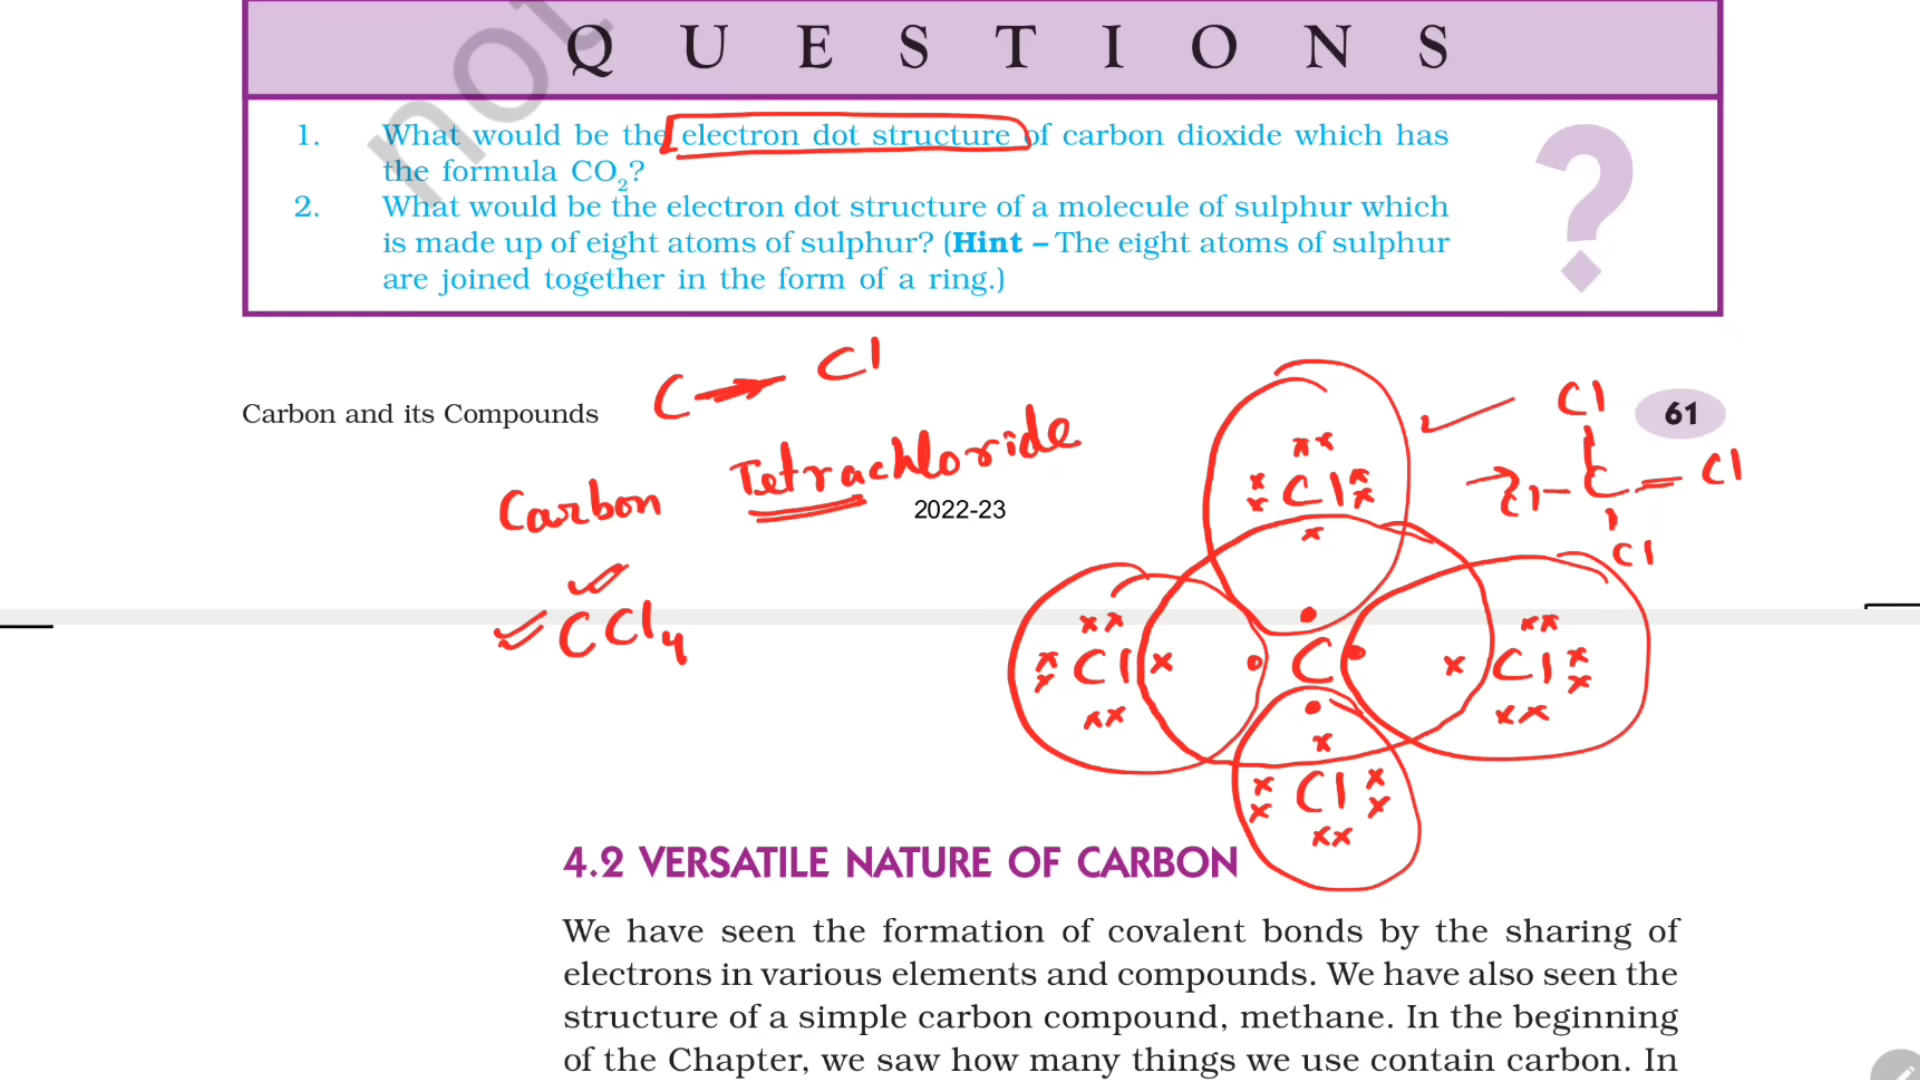 QUESTIONS
1. What would be the electron dot structure of carbon dioxide which has
the formula CO₂?
2. What would be the electron dot structure of a molecule of sulphur which
is made up of eight atoms of sulphur? (Hint – The eight atoms of sulphur
are joined together in the form of a ring.)
?
not
C → Cl
Carbon and its Compounds
61
Carbon Tetrachloride
2022-23
CCl₄
Cl
Cl C Cl
Cl
Cl
C Cl
Cl
4.2 VERSATILE NATURE OF CARBON
We have seen the formation of covalent bonds by the sharing of
electrons in various elements and compounds. We have also seen the
structure of a simple carbon compound, methane. In the beginning
of the Chapter, we saw how many things we use contain carbon. In